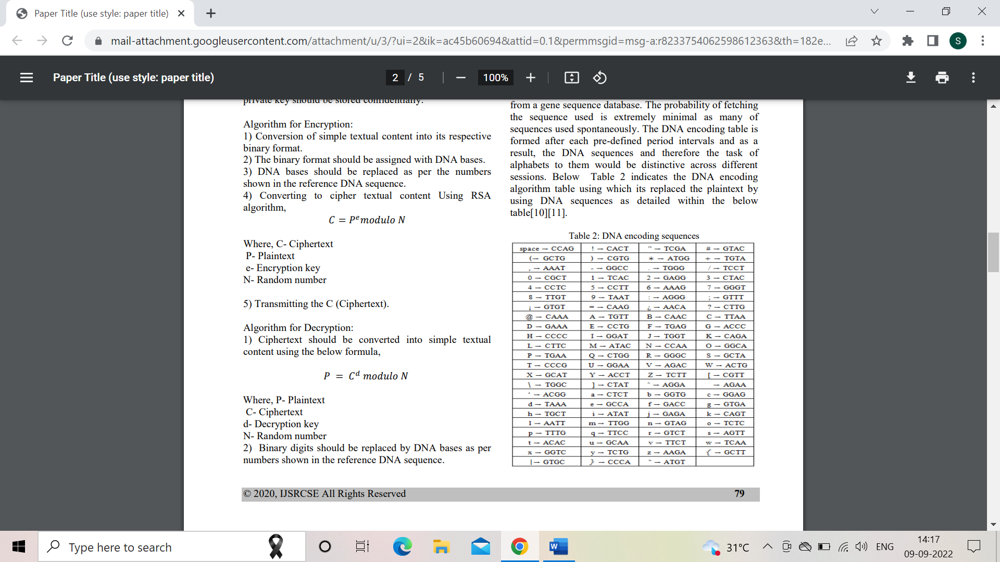 Paper Title (use style: paper title)
mail-attachment.googleusercontent.com/attachment/u/3/?ui=2&ik=ac45b60694&attid=0.1&permmsgid=msg-a:r8233754062598612363&th=182e...
S
Paper Title (use style: paper title)
2 / 5
100%
private key should be stored confidentially.
Algorithm for Encryption:
1) Conversion of simple textual content into its respective
binary format.
2) The binary format should be assigned with DNA bases.
3) DNA bases should be replaced as per the numbers
shown in the reference DNA sequence.
4) Converting to cipher textual content Using RSA
algorithm,
C = Pᵉ modulo N
Where, C- Ciphertext
P- Plaintext
e- Encryption key
N- Random number
5) Transmitting the C (Ciphertext).
Algorithm for Decryption:
1) Ciphertext should be converted into simple textual
content using the below formula,
P = Cᵈ modulo N
Where, P- Plaintext
C- Ciphertext
d- Decryption key
N- Random number
2) Binary digits should be replaced by DNA bases as per
numbers shown in the reference DNA sequence.
from a gene sequence database. The probability of fetching
the sequence used is extremely minimal as many of
sequences used spontaneously. The DNA encoding table is
formed after each pre-defined period intervals and as a
result, the DNA sequences and therefore the task of
alphabets to them would be distinctive across different
sessions. Below Table 2 indicates the DNA encoding
algorithm table using which its replaced the plaintext by
using DNA sequences as detailed within the below
table[10][11].
Table 2: DNA encoding sequences
space → CCAG ! → CACT " → TCGA # → GTAC
( → GCTG ) → CGTG * → ATGG + → TGTA
, → AAAT - → GGCC . → TGGG / → TCCT
0 → CGCT 1 → TCAC 2 → GAGG 3 → CTAC
4 → CCTC 5 → CCTT 6 → AAAG 7 → GGGT
8 → TTGT 9 → TAAT : → AGGG ; → GTTT
¡ → GTGT = → CAAG ¿ → AACA ? → CTTG
@ → CAAA A → TGTT B → CAAC C → TTAA
D → GAAA E → CCTG F → TGAG G → ACCC
H → CCCC I → GGAT J → TGGT K → CAGA
L → CTTC M → ATAC N → CCAA O → GGCA
P → TGAA Q → CTGG R → GGGC S → GCTA
T → CCCG U → GGAA V → AGAC W → ACTG
X → GCAT Y → ACCT Z → TCTT [ → CGTT
\ → TGGC ] → CTAT ^ → AGGA → AGAA
‘ → ACGG a → CTCT b → GGTG c → GGAG
d → TAAA e → GCCA f → GACC g → GTGA
h → TGCT i → ATAT j → GAGA k → CAGT
l → AATT m → TTGG n → GTAG o → TCTC
p → TTTG q → TTCC r → GTCT s → AGTT
t → ACAC u → GCAA v → TTCT w → TCAA
x → GGTC y → TCTG z → AAGA { → GCTT
| → GTGC } → CCCA ~ → ATGT
© 2020, IJSRCSE All Rights Reserved 79
Type here to search
W
31°C
ENG
14:17
09-09-2022